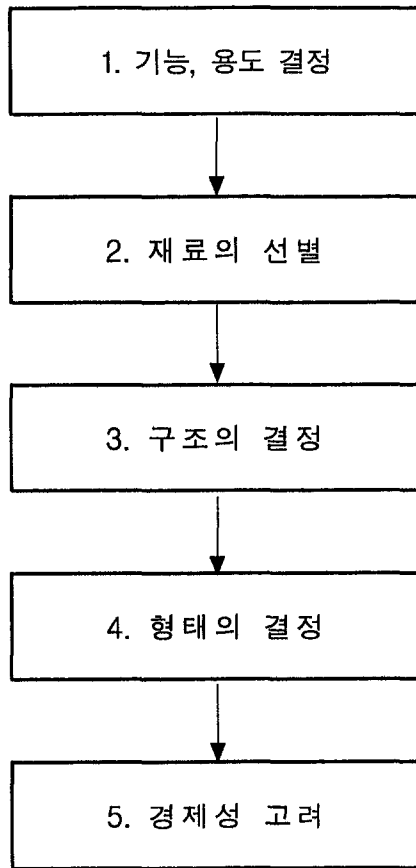 1. 기능, 용도 결정
2. 재료의 선별
3. 구조의 결정
4. 형태의 결정
5. 경제성 고려